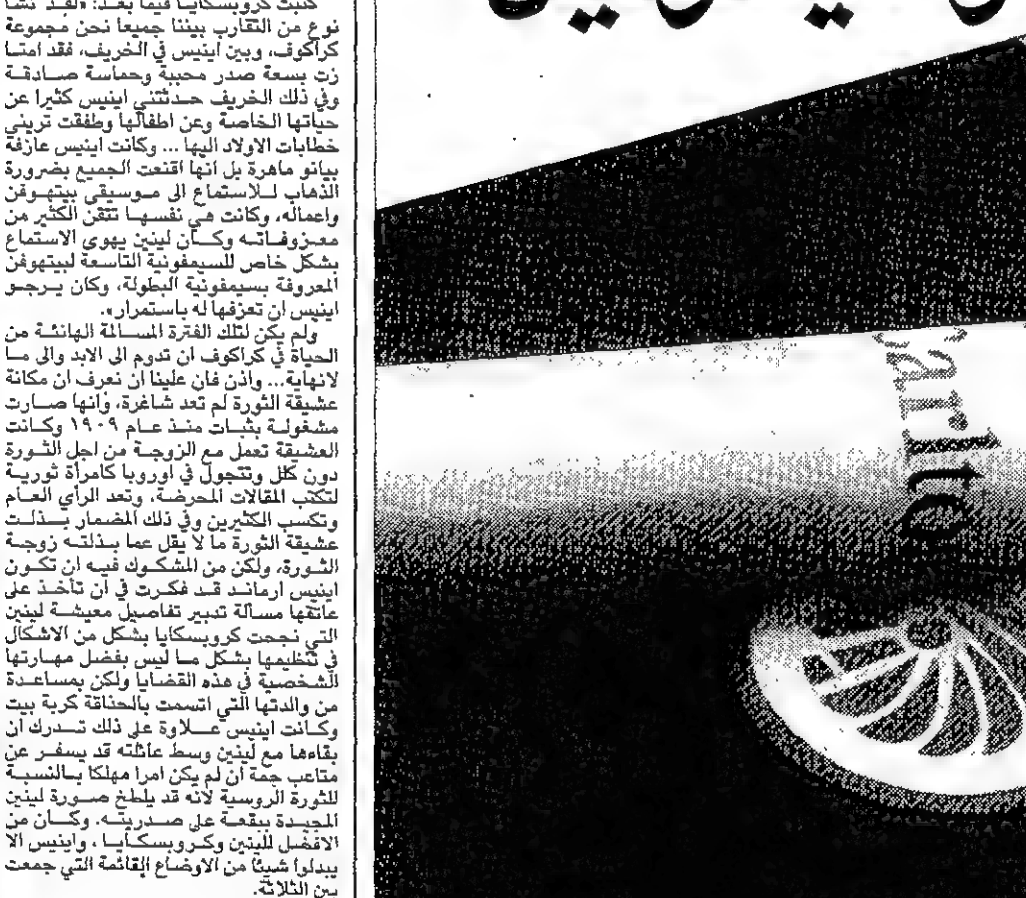 كتبت كروبسكايا فيما بعد: «لقد نشأ
نوع من التقارب بيننا جميعا نحن مجموعة
كراكوف، وبين اينيس في الخريف، فقد امتا
زت بسعة صدر محببة وحماسة صادقة
وفي ذلك الخريف حدثتني اينيس كثيرا عن
حياتها الخاصة وعن اطفالها وطفقت تريني
خطابات الاولاد اليها ... وكانت اينيس عازفة
بيانو ماهرة بل انها اقنعت الجميع بضرورة
الذهاب للاستماع الى موسيقى بيتهوفن
واعماله، وكانت هي نفسها تتقن الكثير من
معزوفاته وكان لينين يهوى الاستماع
بشكل خاص للسيمفونية التاسعة لبيتهوفن
المعروفة بسيمفونية البطولة، وكان يرجو
اينيس ان تعزفها له باستمرار».
ولم يكن لتلك الفترة المسالمة الهانئة من
الحياة في كراكوف ان تدوم الى الابد والى ما
لانهاية... واذن فان علينا ان نعرف ان مكانة
عشيقة الثورة لم تعد شاغرة، وانها صارت
مشغولة بثبات منذ عام ١٩٠٩ وكانت
العشيقة تعمل مع الزوجة من اجل الثورة
دون كلل وتتجول في اوروبا كامرأة ثورية
لتكتب المقالات المحرضة، وتعد الرأي العام
وتكسب الكثيرين وفي ذلك المضمار بذلت
عشيقة الثورة ما لا يقل عما بذلته زوجة
الثورة، ولكن من المشكوك فيه ان تكون
اينيس ارماند قد فكرت في ان تأخذ على
عاتقها مسألة تدبير تفاصيل معيشة لينين
التي نجحت كروبسكايا بشكل من الاشكال
في تنظيمها بشكل ما ليس بفضل مهارتها
الشخصية في هذه القضايا ولكن بمساعدة
من والدتها التي اتسمت بالحذاقة كربة بيت
وكانت اينيس علاوة على ذلك تدرك ان
بقاءها مع لينين وسط عائلته قد يسفر عن
متاعب جمة ان لم يكن امرا مهلكا بالنسبة
للثورة الروسية لانه قد يلطخ صورة لينين
المجيدة ببقعة على صدريته. وكان من
الافضل للينين وكروبسكايا، واينيس الا
يبدلوا شيئا من الاوضاع القائمة التي جمعت
بين الثلاثة.